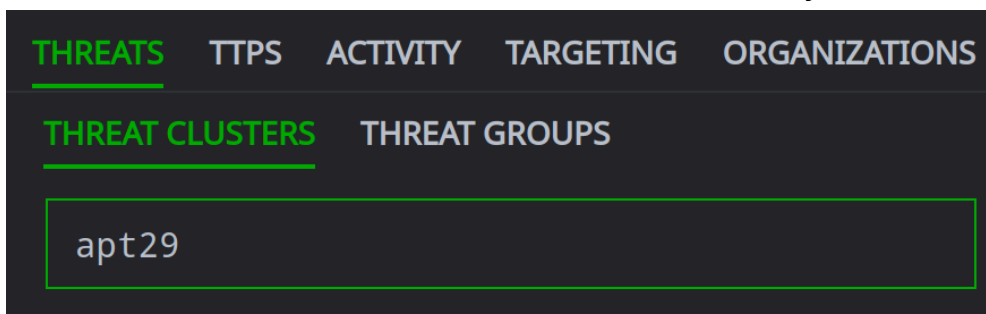 THREATS TTPS ACTIVITY TARGETING ORGANIZATIONS
THREAT CLUSTERS THREAT GROUPS
apt29